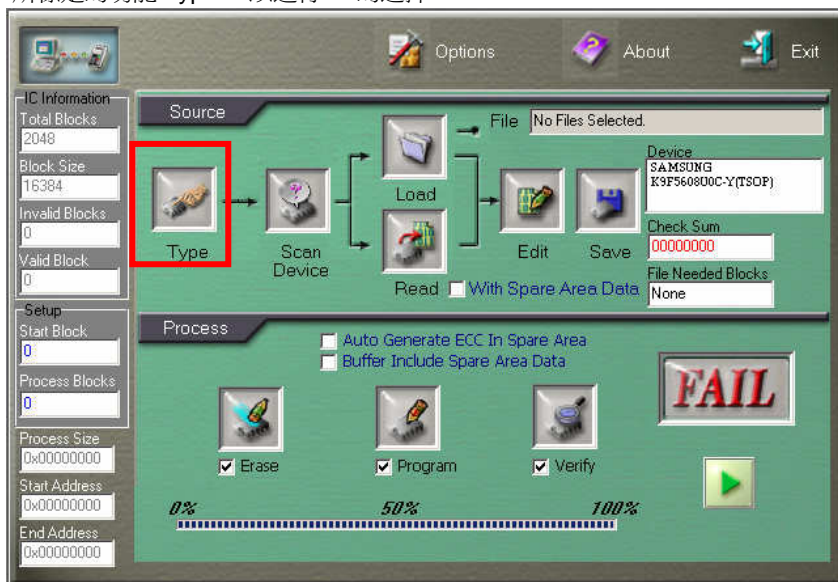 Options
About
Exit
IC Information
Total Blocks
2048
Block Size
16384
Invalid Blocks
0
Valid Block
0
Setup
Start Block
0
Process Blocks
0
Process Size
0x00000000
Start Address
0x00000000
End Address
0x00000000
Source
File No Files Selected.
Type
Scan
Device
Load
Read
With Spare Area Data
Edit
Save
Device
SAMSUNG
K9F5608U0C-Y(TSOP)
Check Sum
00000000
File Needed Blocks
None
Process
Auto Generate ECC In Spare Area
Buffer Include Spare Area Data
FAIL
Erase
Program
Verify
0% 50% 100%